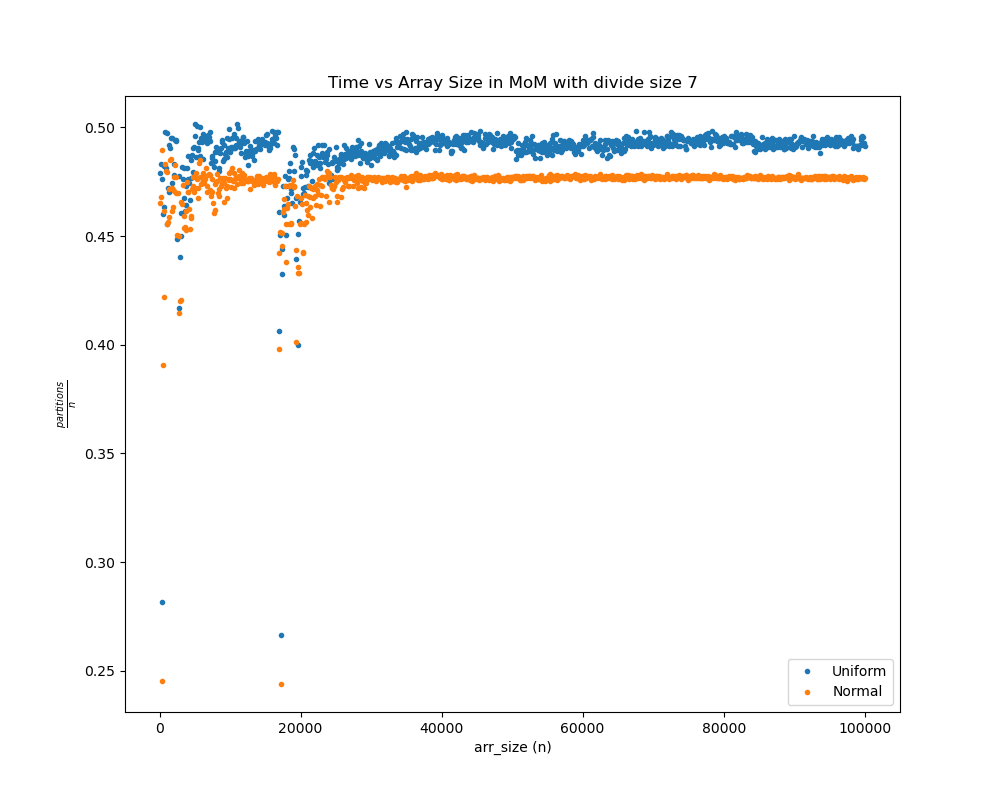 Time vs Array Size in MoM with divide size 7
0.50
0.45
0.40
0.35
0.30
0.25
partitions
n
0 20000 40000 60000 80000 100000
arr_size (n)
Uniform
Normal